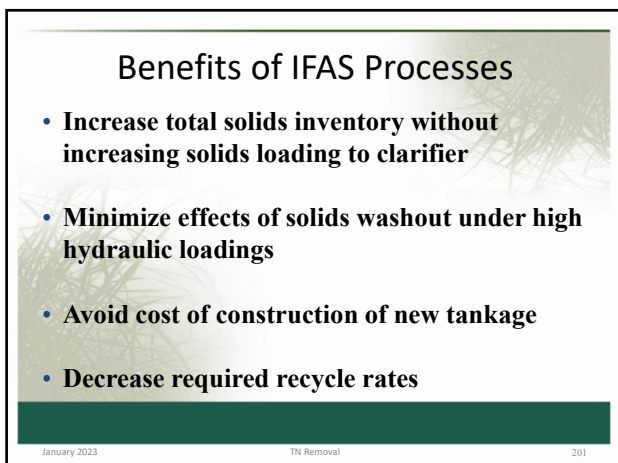 Benefits of IFAS Processes
• Increase total solids inventory without
increasing solids loading to clarifier
• Minimize effects of solids washout under high
hydraulic loadings
• Avoid cost of construction of new tankage
• Decrease required recycle rates
January 2023 TN Removal 201